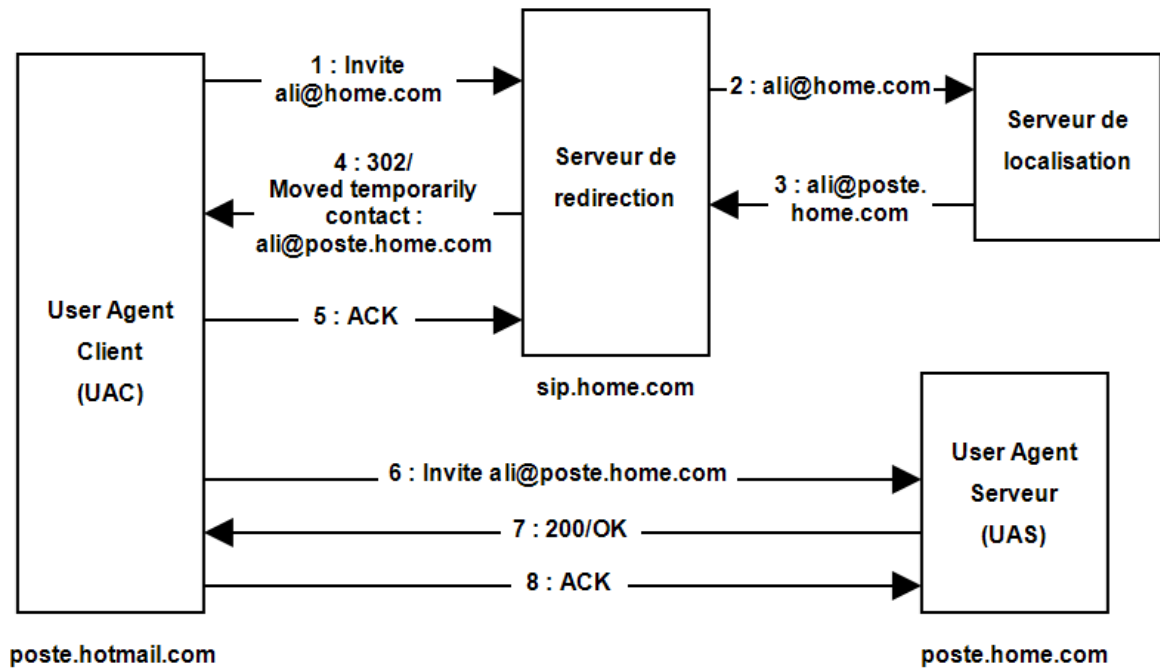 1 : Invite
ali@home.com
2 : ali@home.com
Serveur de
localisation
Serveur de
redirection
4 : 302/
Moved temporarily
contact :
ali@poste.home.com
3 : ali@poste.
home.com
User Agent
Client
(UAC)
5 : ACK
sip.home.com
6 : Invite ali@poste.home.com
User Agent
Serveur
(UAS)
7 : 200/OK
8 : ACK
poste.hotmail.com
poste.home.com